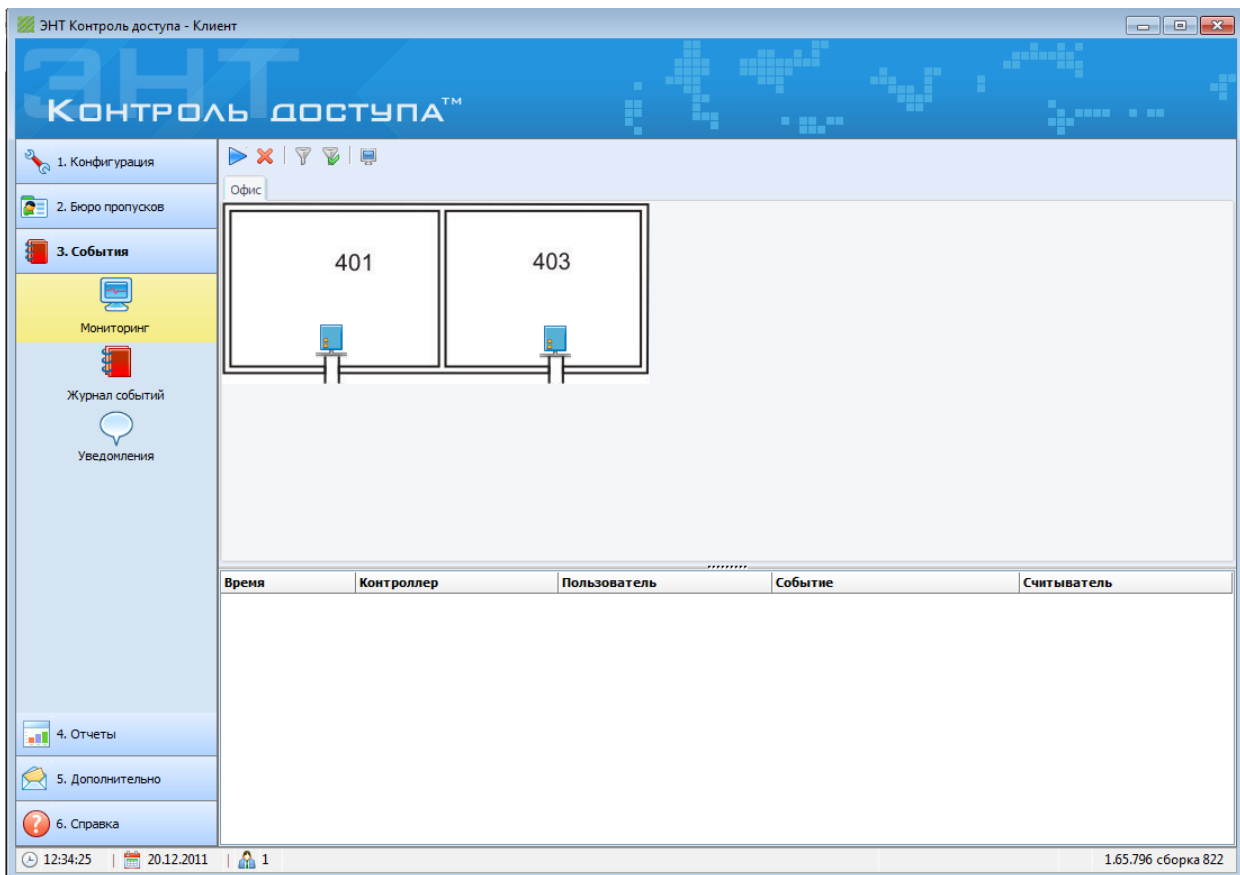 ЭНТ Контроль доступа - Клиент
ЭНТ
Контроль доступа™
1. Конфигурация
2. Бюро пропусков
3. События
Мониторинг
Журнал событий
Уведомления
4. Отчеты
5. Дополнительно
6. Справка
Офис
401 403
Время Контроллер Пользователь Событие Считыватель
12:34:25 | 20.12.2011 | 1 1.65.796 сборка 822